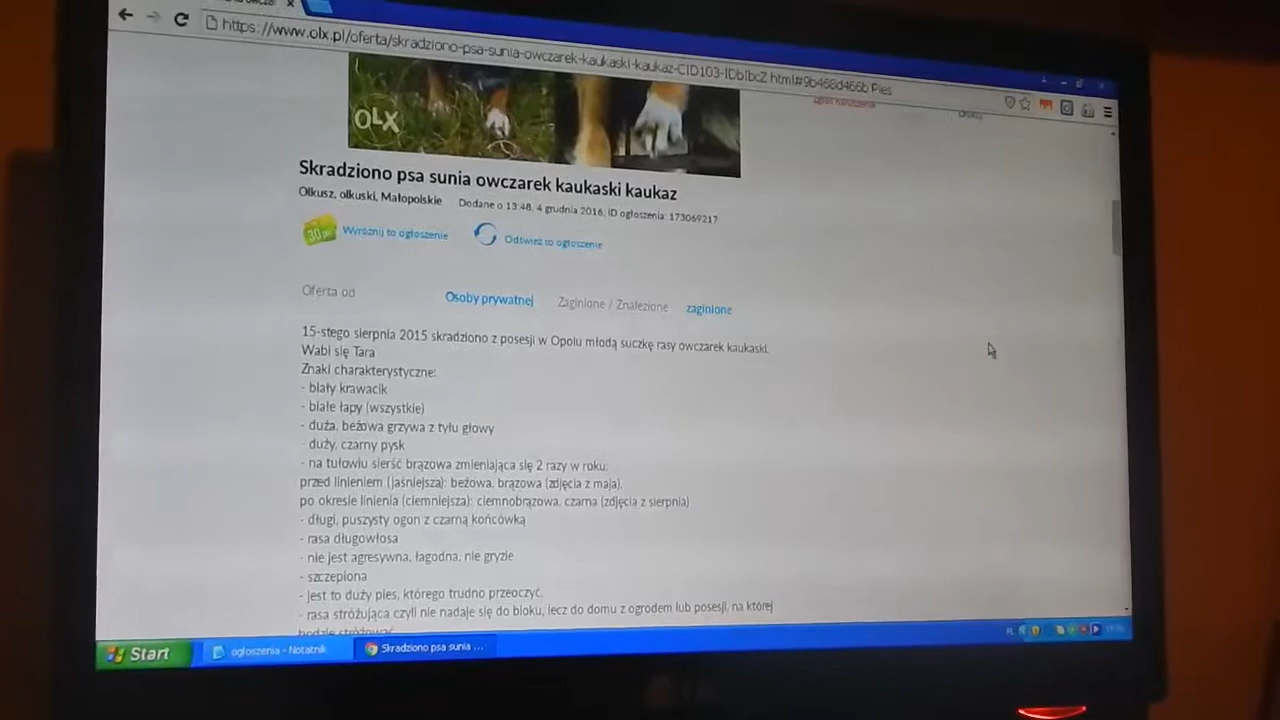 https://www.olx.pl/oferta/skradziono-psa-sunia-owczarek-kaukaski-kaukaz-CID103-IDbIbcZ.html#9b468d466b Pies
OLX
Skradziono psa sunia owczarek kaukaski kaukaz
Olkusz, olkuski, Małopolskie Dodane o 13:48, 4 grudnia 2016, ID ogłoszenia: 173069217
30
Wyróżnij to ogłoszenie Odśwież to ogłoszenie
Oferta od Osoby prywatnej Zaginione / Znalezione zaginione
15-stego sierpnia 2015 skradziono z posesji w Opolu młodą suczkę rasy owczarek kaukaski.
Wabi się Tara
Znaki charakterystyczne:
- biały krawacik
- białe łapy (wszystkie)
- duża, beżowa grzywa z tyłu głowy
- duży, czarny pysk
- na tułowiu sierść brązowa zmieniająca się 2 razy w roku:
przed linieniem (jaśniejsza): beżowa, brązowa (zdjęcia z maja),
po okresie linienia (ciemniejsza): ciemnobrązowa, czarna (zdjęcia z sierpnia)
- długi, puszysty ogon z czarną końcówką
- rasa długowłosa
- nie jest agresywna, łagodna, nie gryzie
- szczepiona
- jest to duży pies, którego trudno przeoczyć.
- rasa stróżująca czyli nie nadaje się do bloku, lecz do domu z ogrodem lub posesji, na której
będzie stróżować
Start ogłoszenia - Notatnik Skradziono psa sunia ...
PL